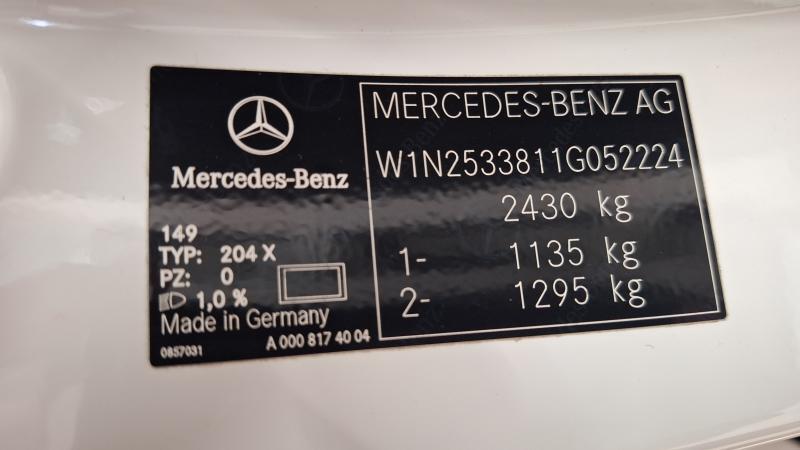 Mercedes-Benz
149
TYP: 204 X
PZ: 0
1,0 %
Made in Germany
0857031
A 000 817 40 04
MERCEDES-BENZ AG
W1N2533811G052224
2430 kg
1- 1135 kg
2- 1295 kg